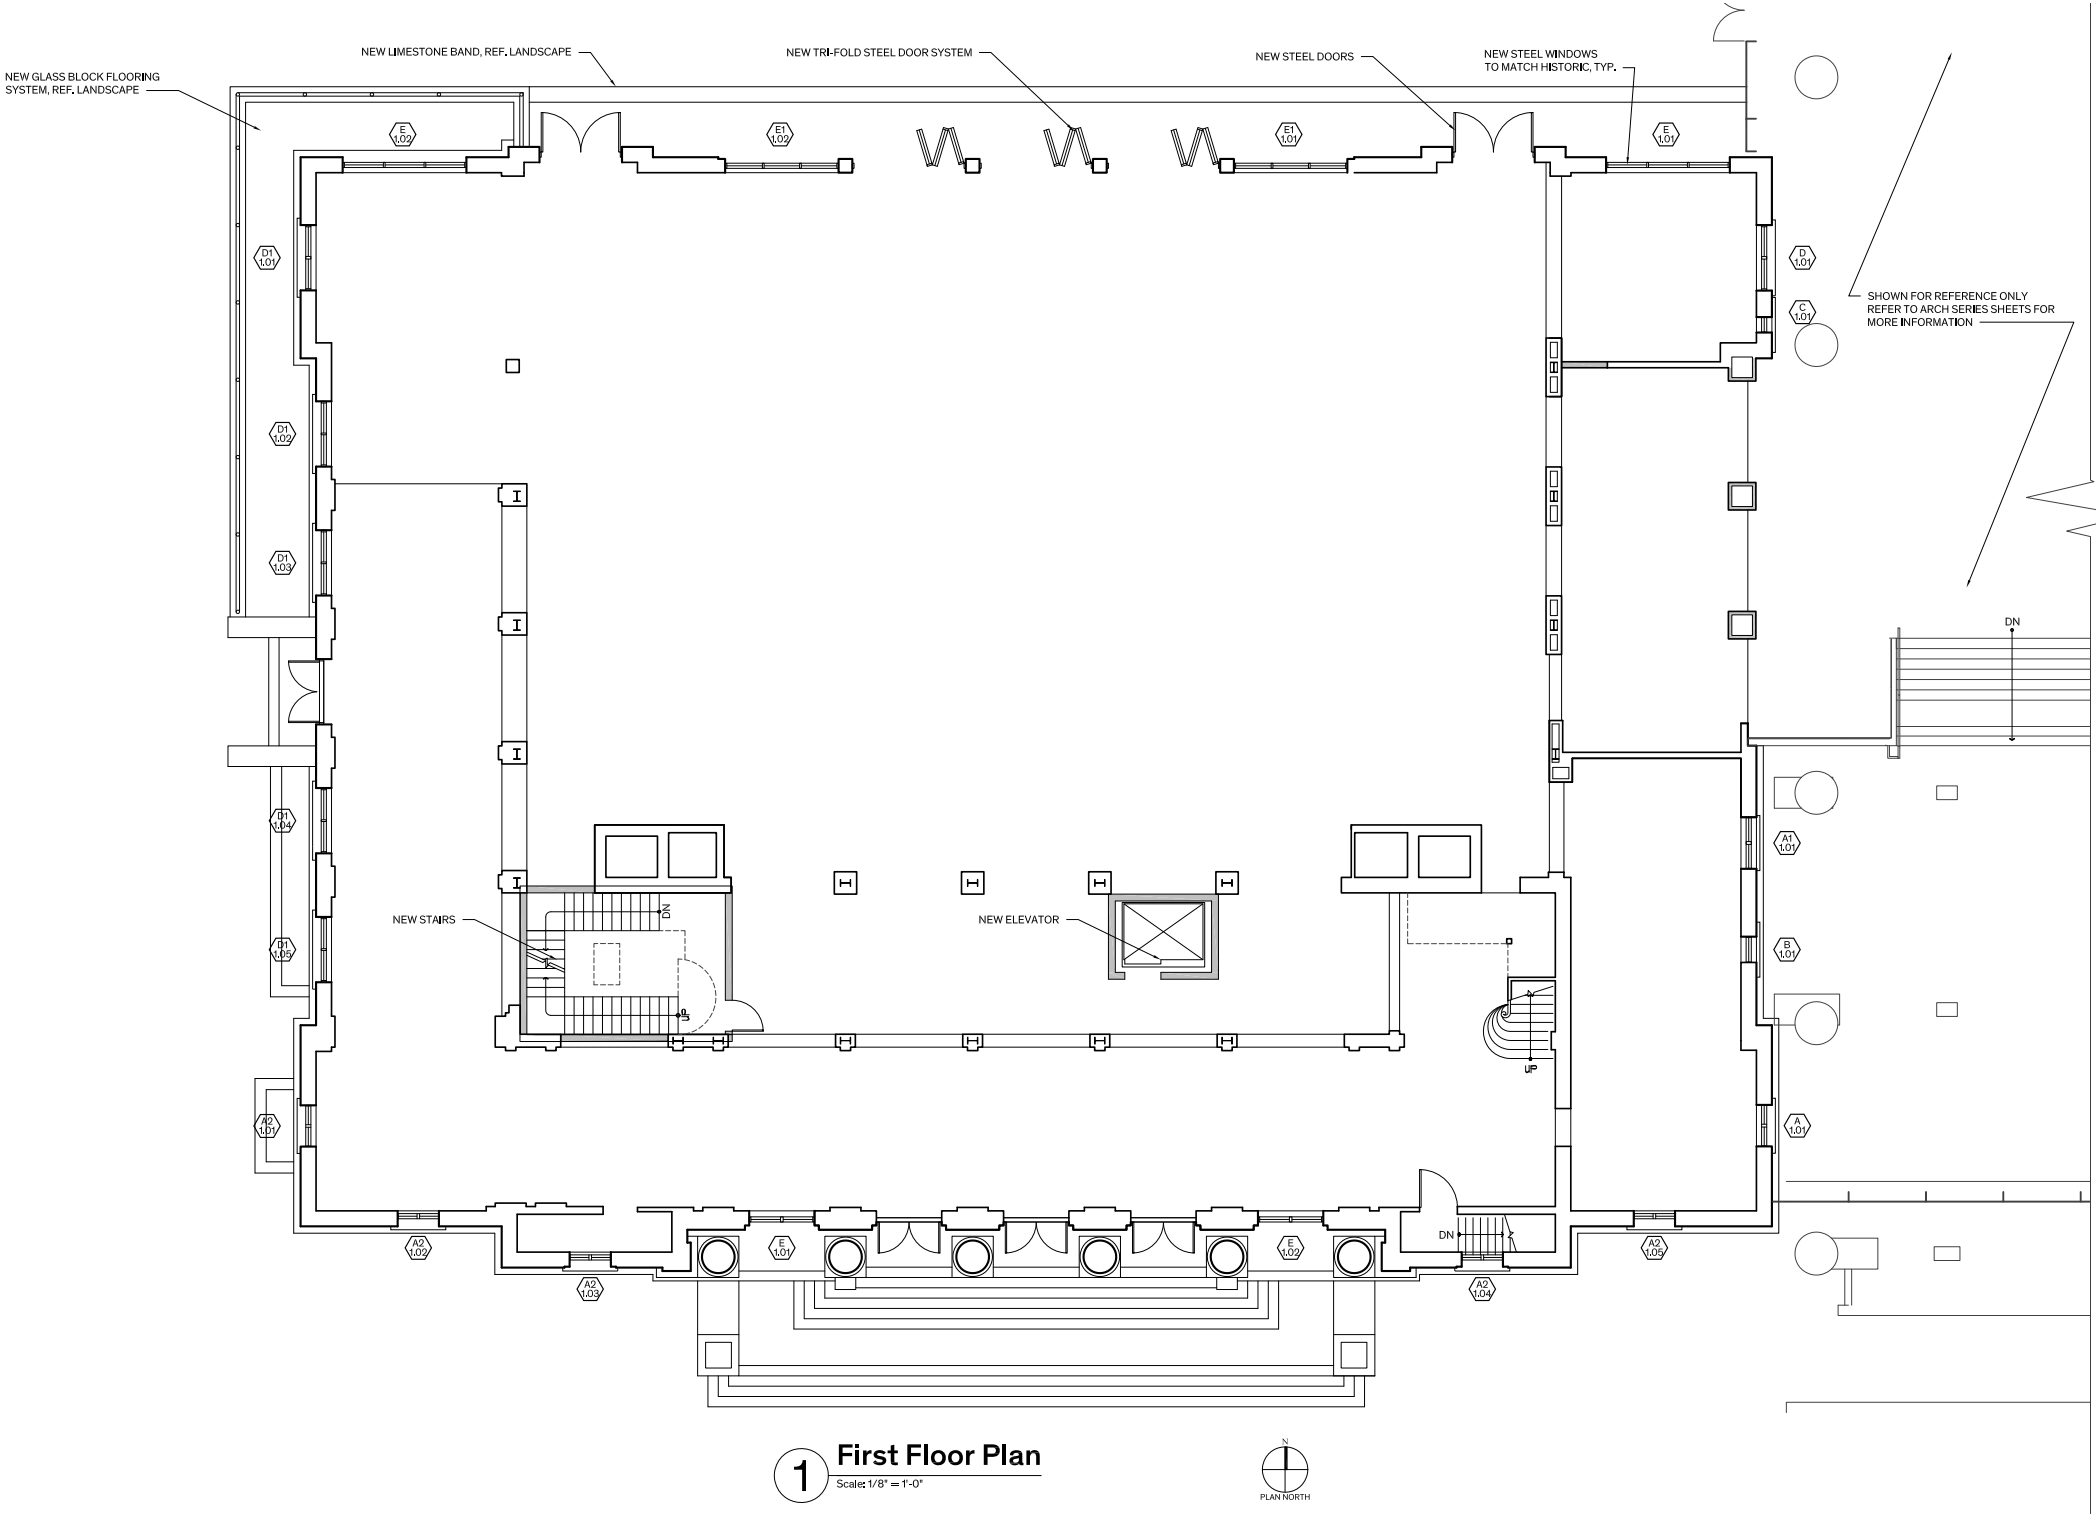 NEW LIMESTONE BAND, REF. LANDSCAPE
NEW TRI-FOLD STEEL DOOR SYSTEM
NEW STEEL DOORS
NEW STEEL WINDOWS
TO MATCH HISTORIC, TYP.
NEW GLASS BLOCK FLOORING
SYSTEM, REF. LANDSCAPE
E
1.02
E1
1.02
E1
1.01
E
1.01
D1
1.01
D
1.01
C
1.01
SHOWN FOR REFERENCE ONLY
REFER TO ARCH SERIES SHEETS FOR
MORE INFORMATION
D1
1.02
D1
1.03
DN
D1
1.04
A1
1.01
NEW STAIRS
DN
NEW ELEVATOR
D1
1.05
B
1.01
UP
UP
A2
1.01
A
1.01
A2
1.02
E
1.01
E
1.02
DN
A2
1.05
A2
1.03
A2
1.04
1
First Floor Plan
Scale: 1/8" = 1'-0"
N
PLAN NORTH